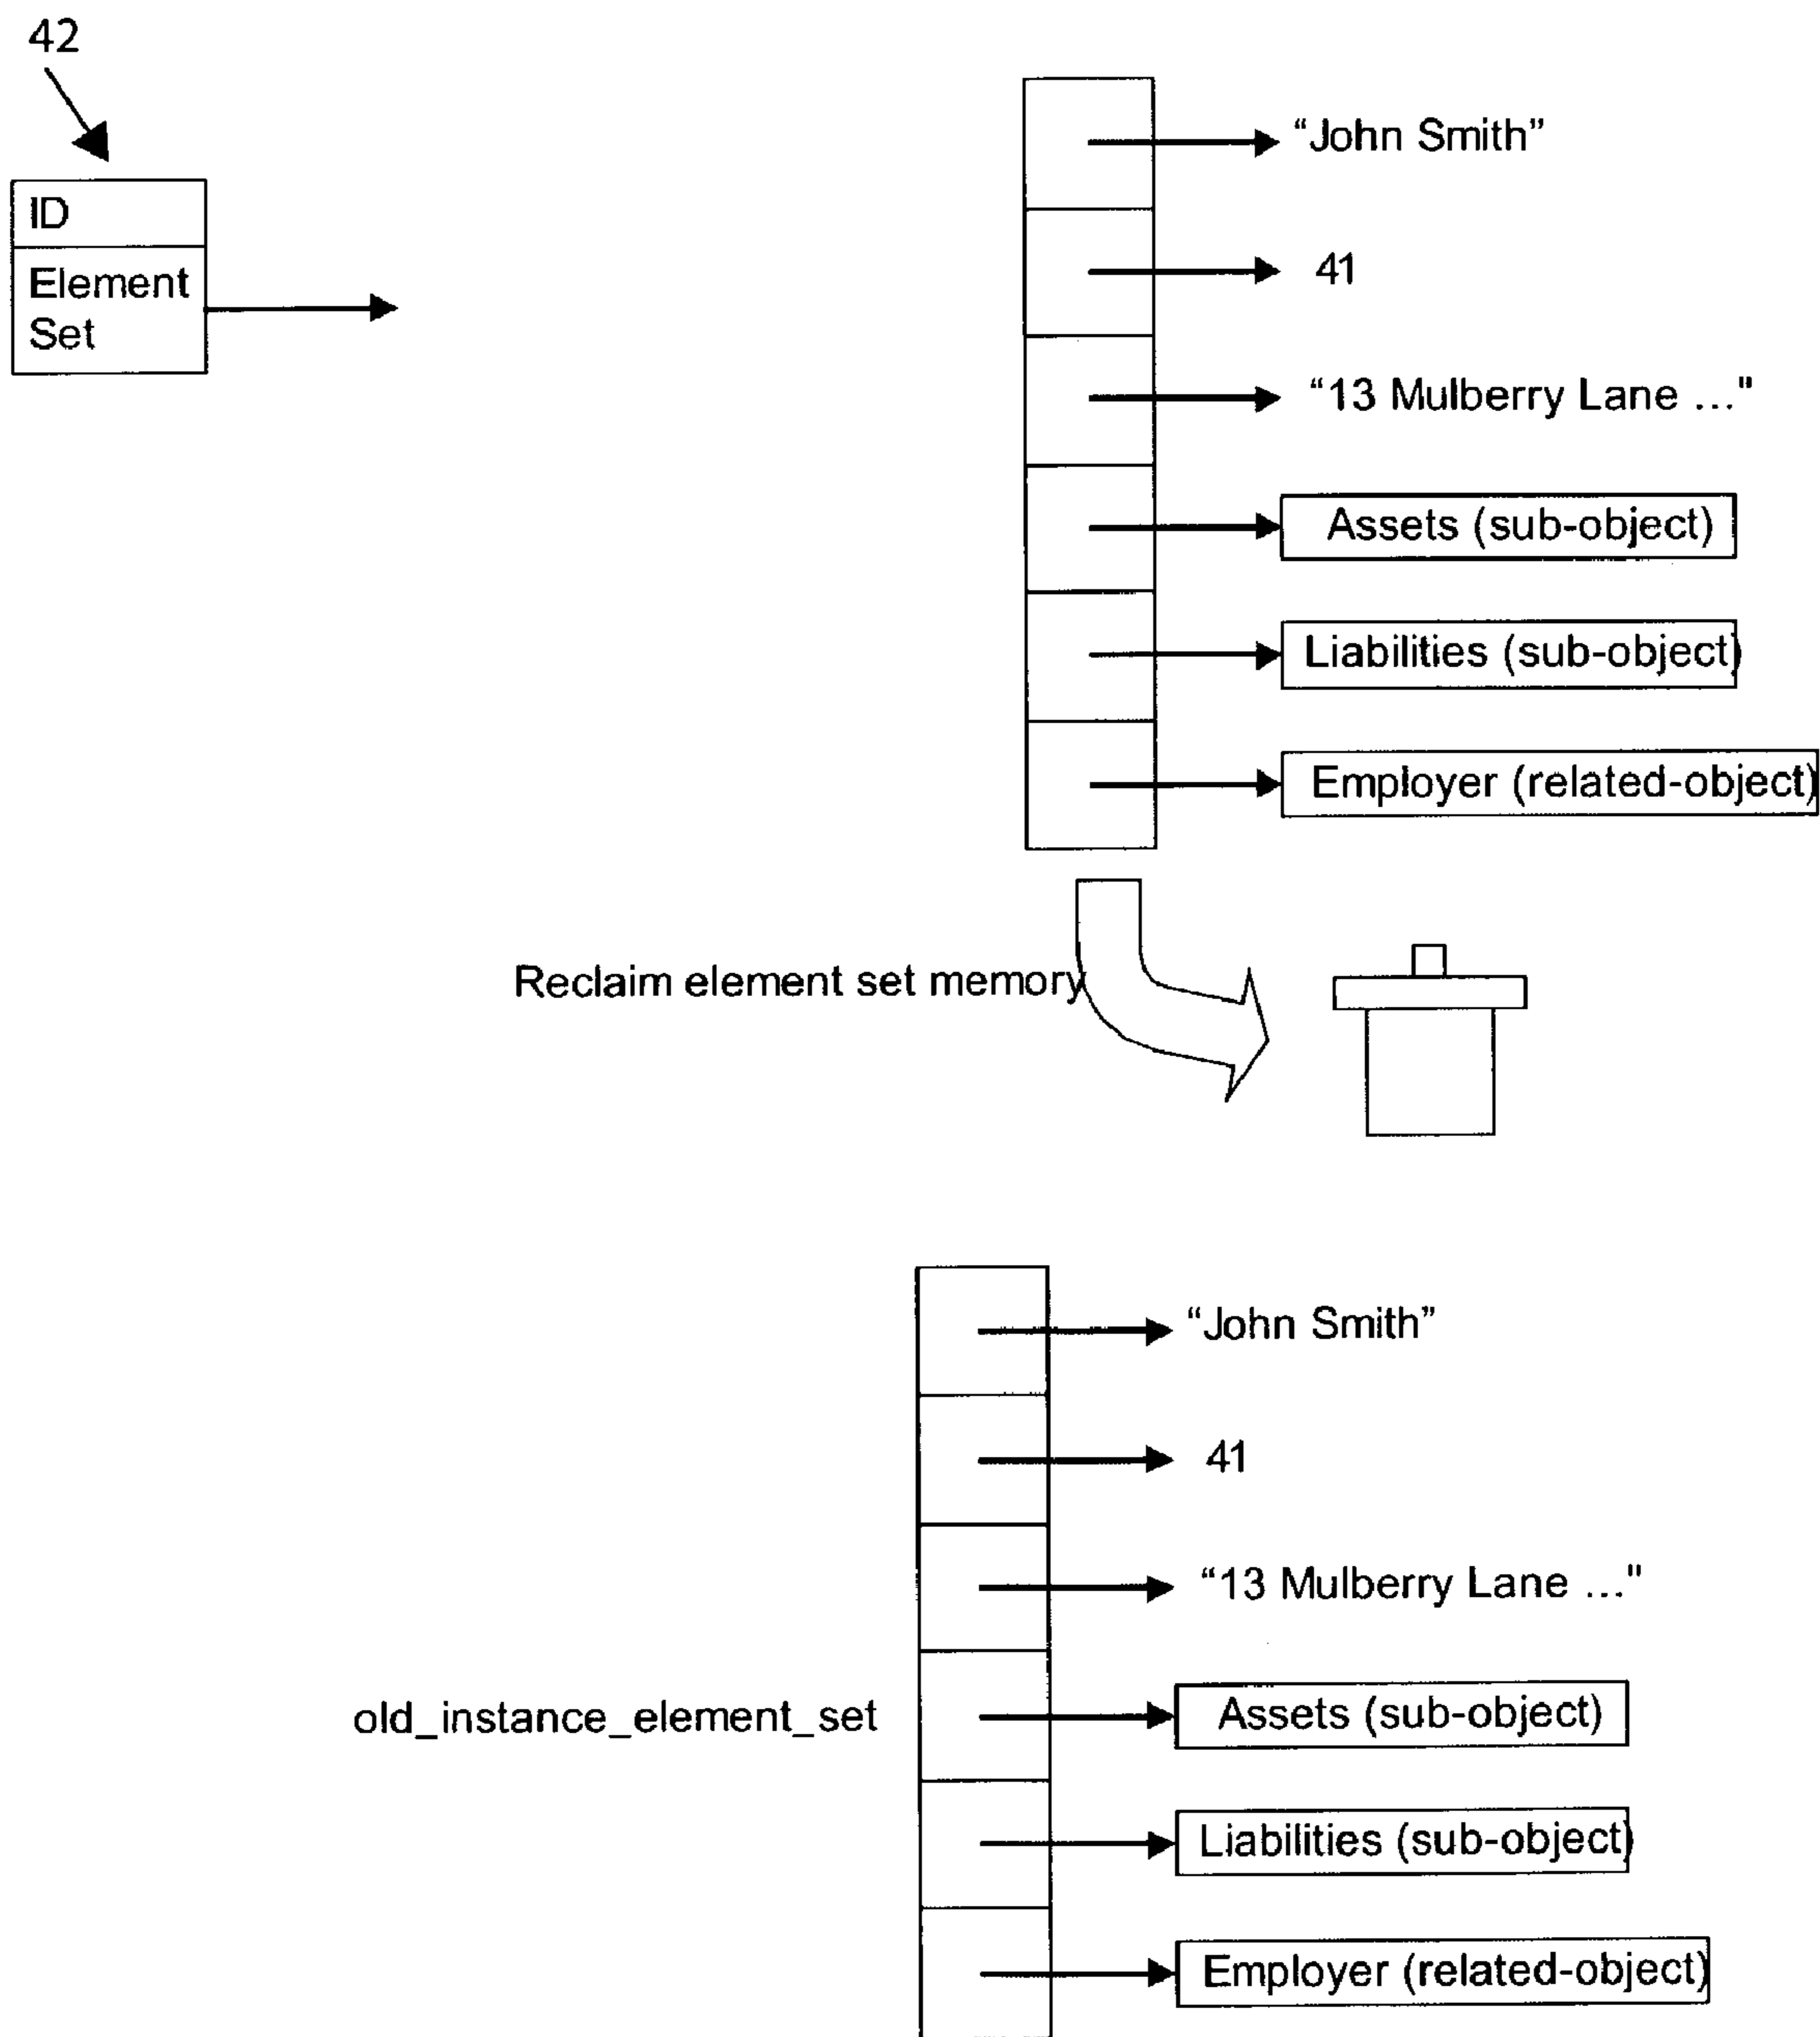 42
ID
Element
Set
“John Smith”
41
“13 Mulberry Lane ..."
Assets (sub-object)
Liabilities (sub-object)
Employer (related-object)
Reclaim element set memory
“John Smith”
41
“13 Mulberry Lane ..."
old_instance_element_set
Assets (sub-object)
Liabilities (sub-object)
Employer (related-object)